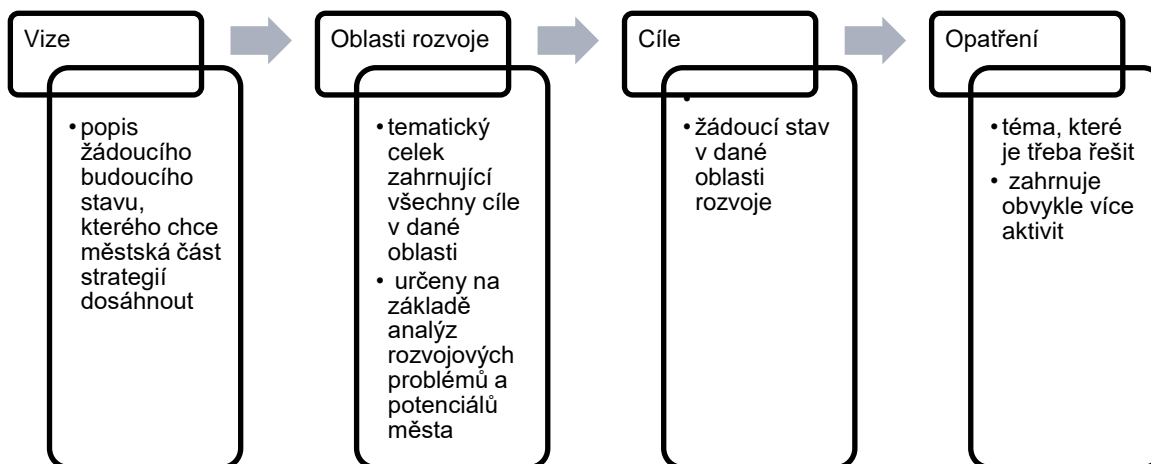 Vize
• popis
žádoucího
budoucího
stavu,
kterého chce
městská část
strategií
dosáhnout
Oblasti rozvoje
• tematický
celek
zahrnující
všechny cíle
v dané
oblasti
• určeny na
základě
analýz
rozvojových
problémů a
potenciálů
města
Cíle
•
• žádoucí stav
v dané
oblasti
rozvoje
Opatření
• téma, které
je třeba řešit
• zahrnuje
obvykle více
aktivit